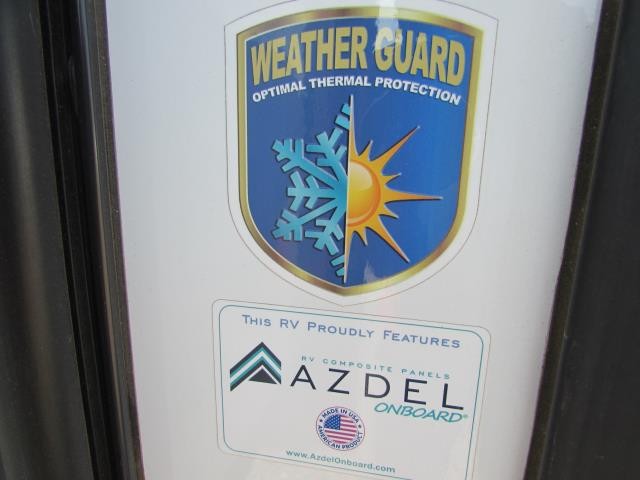 WEATHER GUARD
OPTIMAL THERMAL PROTECTION
THIS RV PROUDLY FEATURES
RV COMPOSITE PANELS
AZDEL
ONBOARD®
MADE IN USA
AMERICAN PRODUCT
www.AzdelOnboard.com